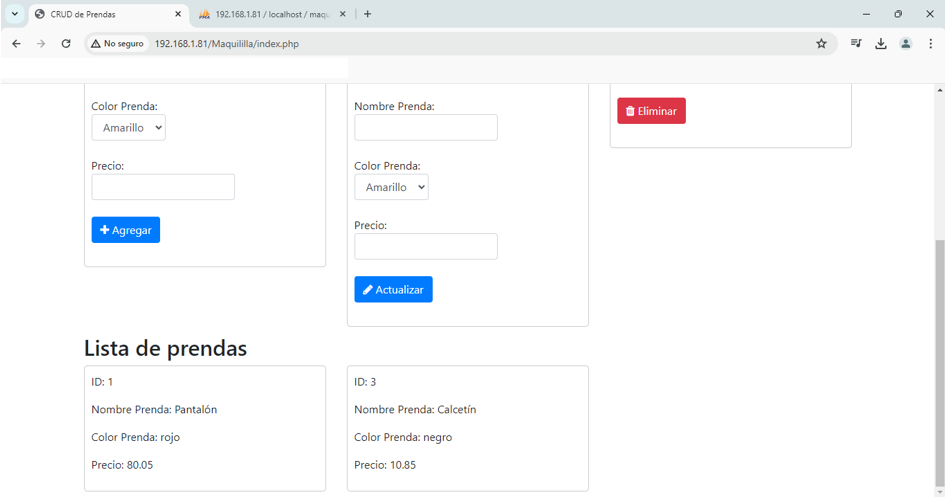 CRUD de Prendas
192.168.1.81 / localhost / maqu
No seguro
192.168.1.81/Maquililla/index.php
Color Prenda:
Amarillo
Precio:
Agregar
Nombre Prenda:
Color Prenda:
Amarillo
Precio:
Actualizar
Eliminar
Lista de prendas
ID: 1
Nombre Prenda: Pantalón
Color Prenda: rojo
Precio: 80.05
ID: 3
Nombre Prenda: Calcetín
Color Prenda: negro
Precio: 10.85